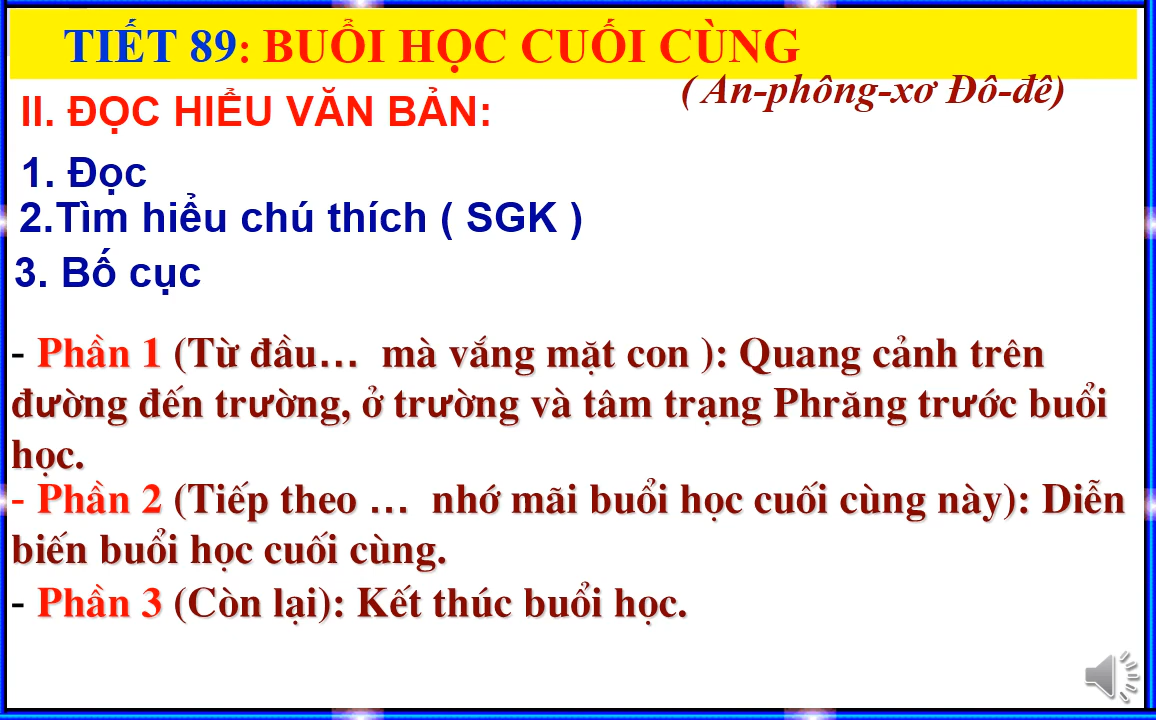 TIẾT 89: BUỔI HỌC CUỐI CÙNG
( An-phông-xơ Đô-đê)
II. ĐỌC HIỂU VĂN BẢN:
1. Đọc
2.Tìm hiểu chú thích ( SGK )
3. Bố cục
- Phần 1 (Từ đầu… mà vắng mặt con ): Quang cảnh trên
đường đến trường, ở trường và tâm trạng Phrăng trước buổi
học.
- Phần 2 (Tiếp theo … nhớ mãi buổi học cuối cùng này): Diễn
biến buổi học cuối cùng.
- Phần 3 (Còn lại): Kết thúc buổi học.